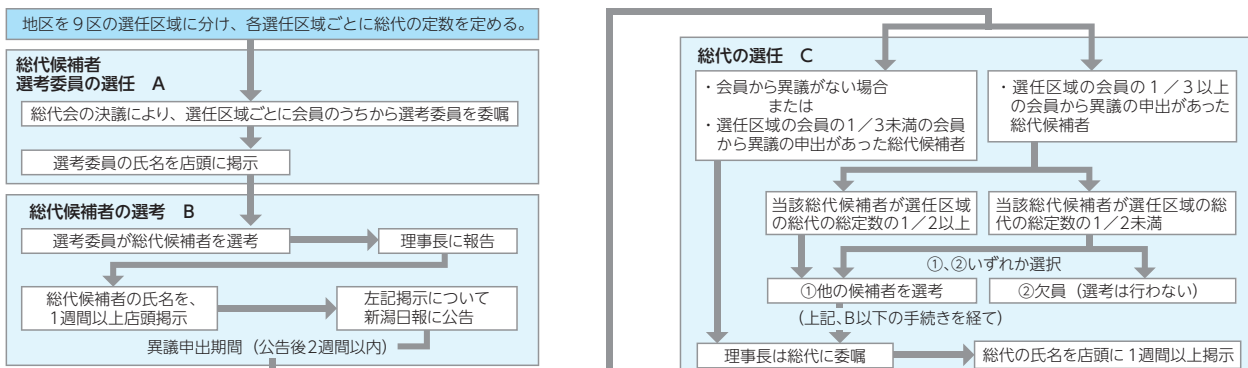 地区を９区の選任区域に分け、各選任区域ごとに総代の定数を定める。
総代候補者
選考委員の選任　A
総代会の決議により、選任区域ごとに会員のうちから選考委員を委嘱
選考委員の氏名を店頭に掲示
総代候補者の選考　B
選考委員が総代候補者を選考
理事長に報告
総代候補者の氏名を、
1週間以上店頭掲示
左記掲示について
新潟日報に公告
異議申出期間（公告後2週間以内）
総代の選任　C
・会員から異議がない場合
または
・選任区域の会員の1／3未満の会員
から異議の申出があった総代候補者
・選任区域の会員の１／３以上
の会員から異議の申出があった
総代候補者
当該総代候補者が選任区域
の総代の総定数の1／2以上
当該総代候補者が選任区域の総
代の総定数の1／2未満
①、②いずれか選択
①他の候補者を選考
②欠員（選考は行わない）
(上記、B以下の手続きを経て)
理事長は総代に委嘱
総代の氏名を店頭に1週間以上掲示